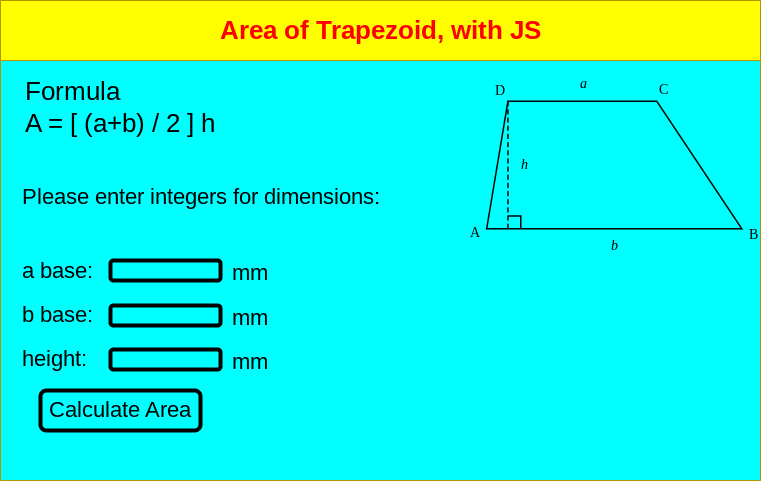 Area of Trapezoid, with JS
Formula
A = [ (a+b) / 2 ] h
D
a
C
h
A
B
b
Please enter integers for dimensions:
a base: mm
b base: mm
height: mm
Calculate Area